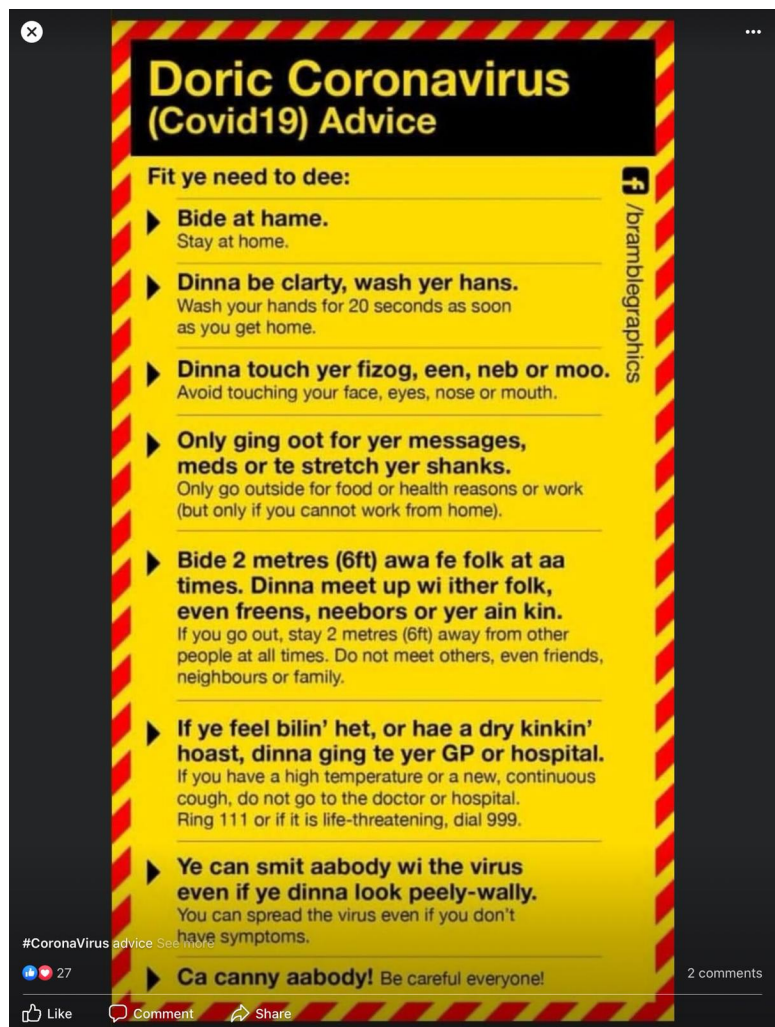 Doric Coronavirus
(Covid19) Advice
Fit ye need to dee:
Bide at hame.
Stay at home.
Dinna be clarty, wash yer hans.
Wash your hands for 20 seconds as soon
as you get home.
Dinna touch yer fizog, een, neb or moo.
Avoid touching your face, eyes, nose or mouth.
Only ging oot for yer messages,
meds or te stretch yer shanks.
Only go outside for food or health reasons or work
(but only if you cannot work from home).
Bide 2 metres (6ft) awa fe folk at aa
times. Dinna meet up wi ither folk,
even freens, neebors or yer ain kin.
If you go out, stay 2 metres (6ft) away from other
people at all times. Do not meet others, even friends,
neighbours or family.
If ye feel bilin' het, or hae a dry kinkin'
hoast, dinna ging te yer GP or hospital.
If you have a high temperature or a new, continuous
cough, do not go to the doctor or hospital.
Ring 111 or if it is life-threatening, dial 999.
Ye can smit aabody wi the virus
even if ye dinna look peely-wally.
You can spread the virus even if you don't
have symptoms.
Ca canny aabody! Be careful everyone!
/bramblegraphics
#CoronaVirus advice See more
27
2 comments
Like
Comment
Share